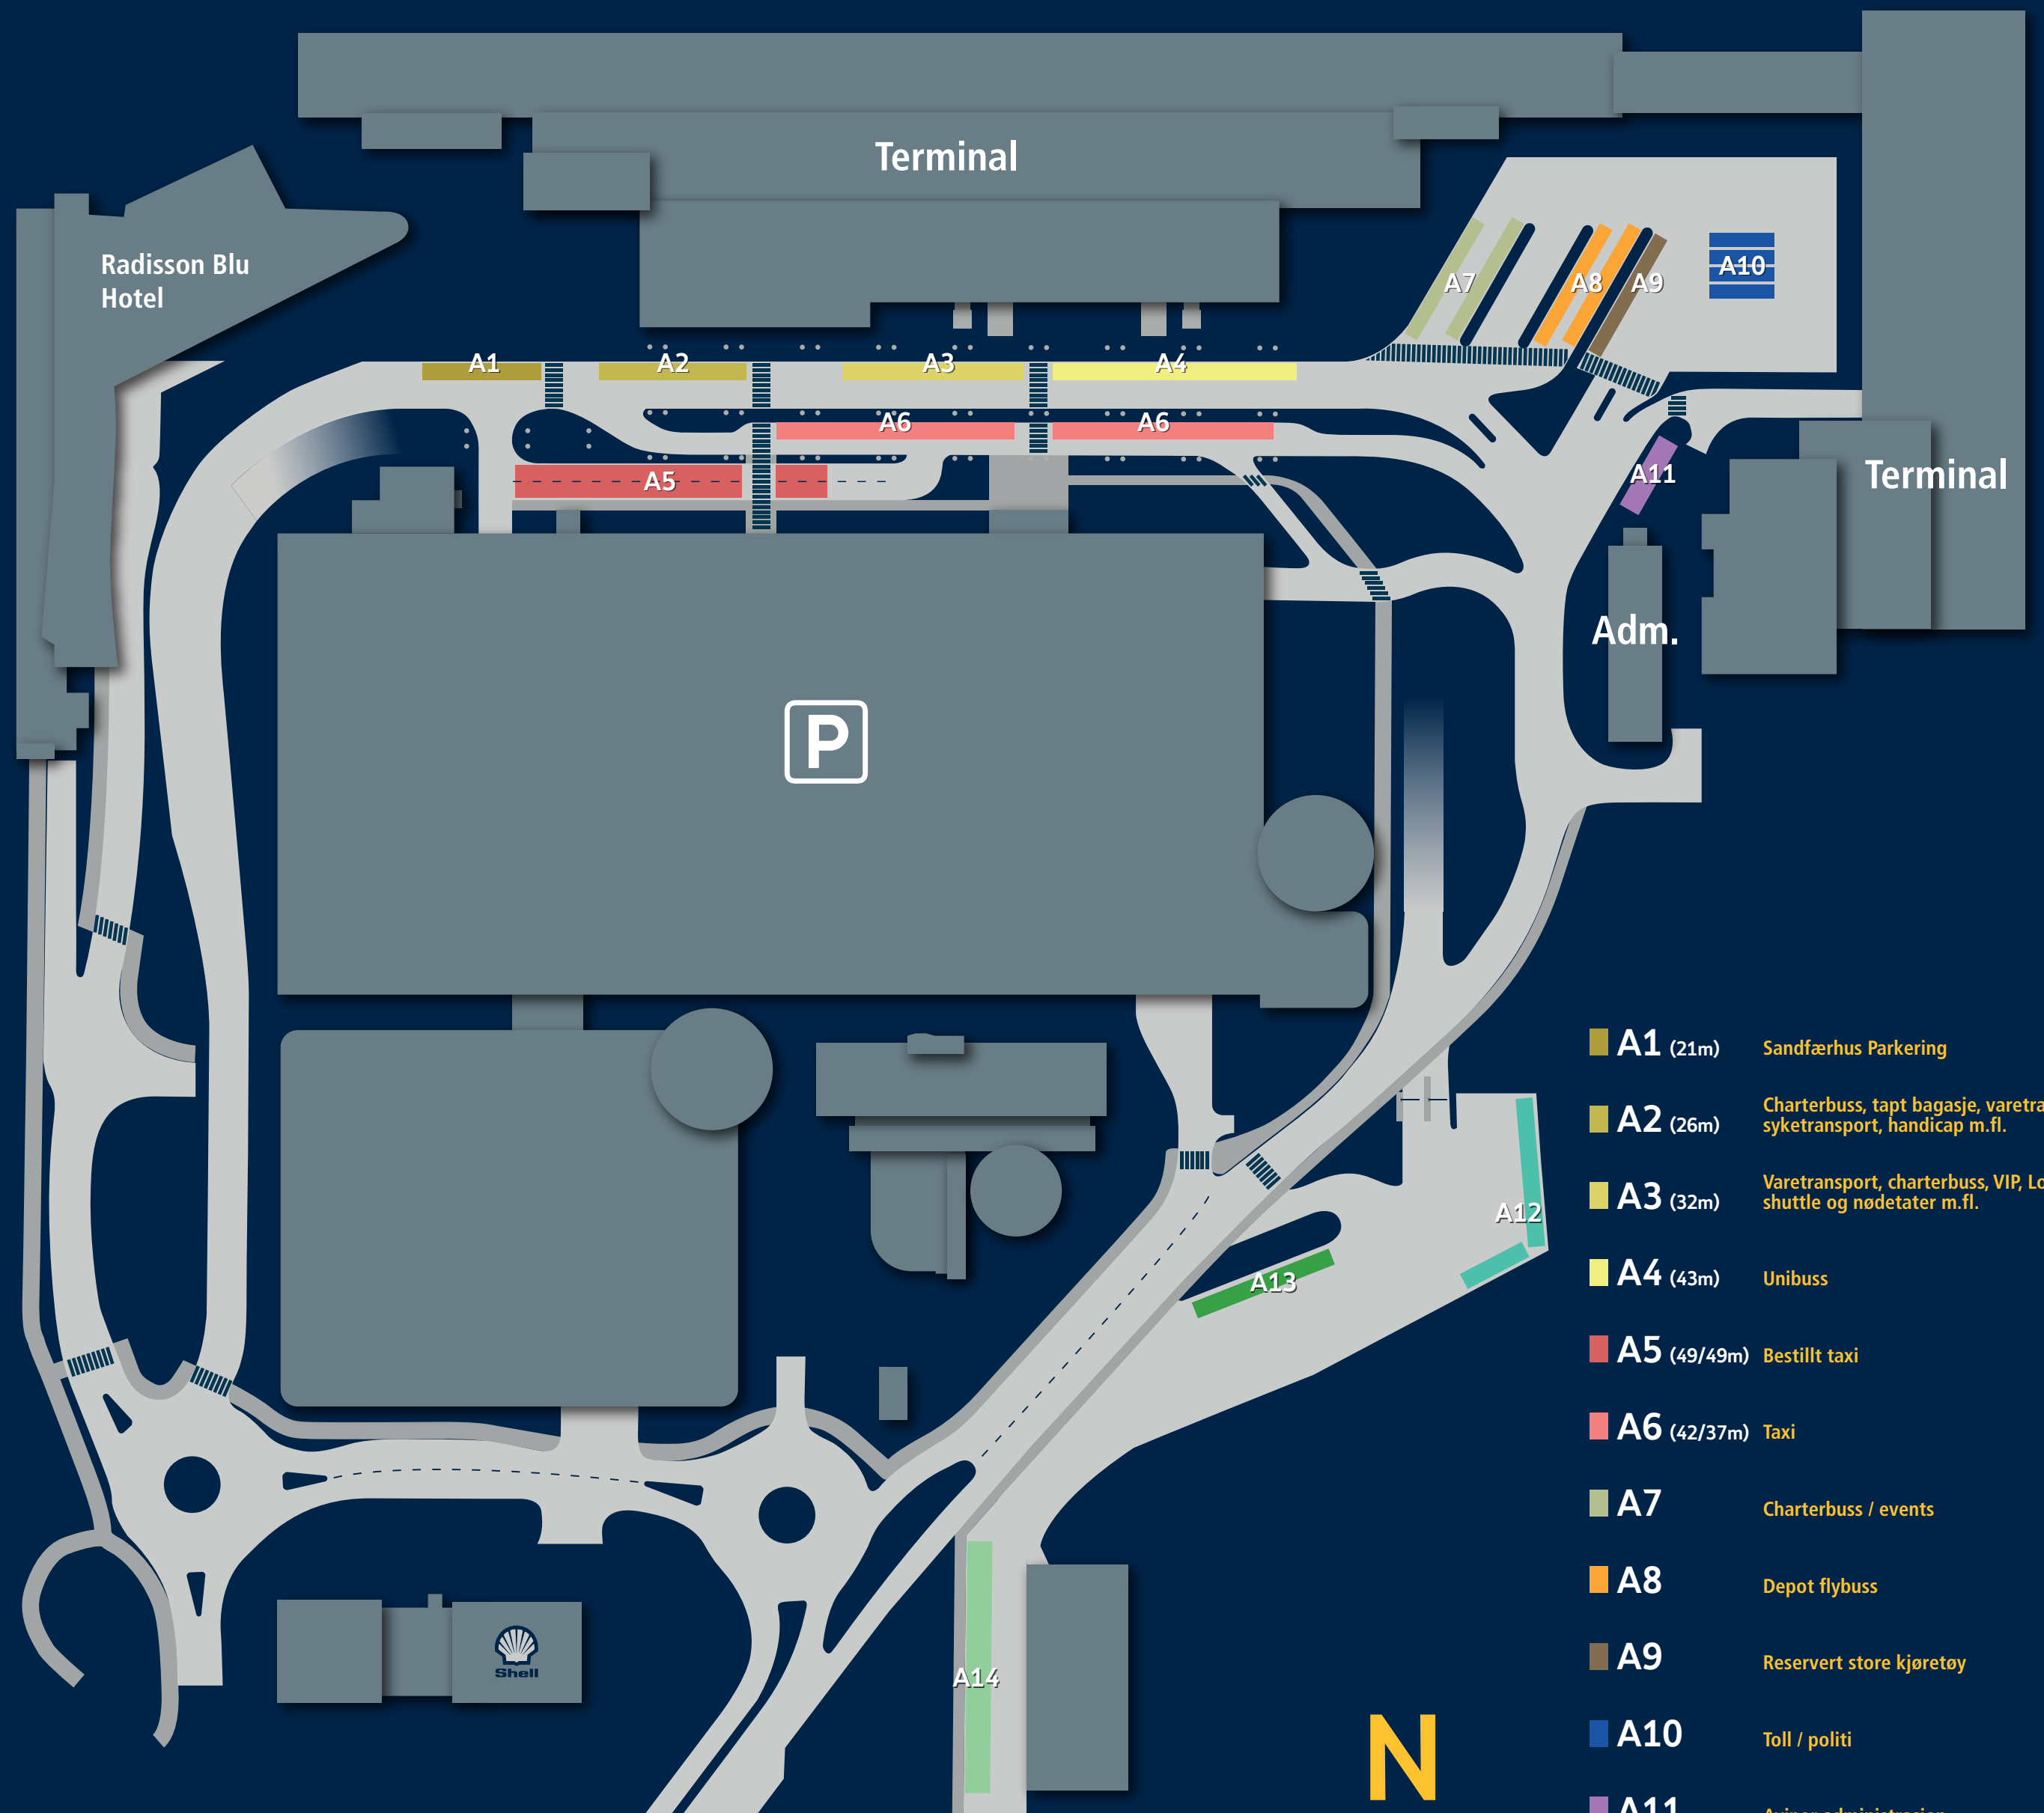 Terminal
Radisson Blu
Hotel
A1
A2
A3
A4
A6
A6
A5
A7
A8
A9
A10
A11
Terminal
Adm.
P
A12
A13
A14
Shell
N
A1 (21m) Sandfærhus Parkering
A2 (26m) Charterbuss, tapt bagasje,
syketransport, handicap m.fl.
A3 (32m) Varetransport, charterbuss, VIP,
shuttle og nødetater m.fl.
A4 (43m) Unibuss
A5 (49/49m) Bestillt taxi
A6 (42/37m) Taxi
A7 Charterbuss / events
A8 Depot flybuss
A9 Reservert store kjøretøy
A10 Toll / politi
A11